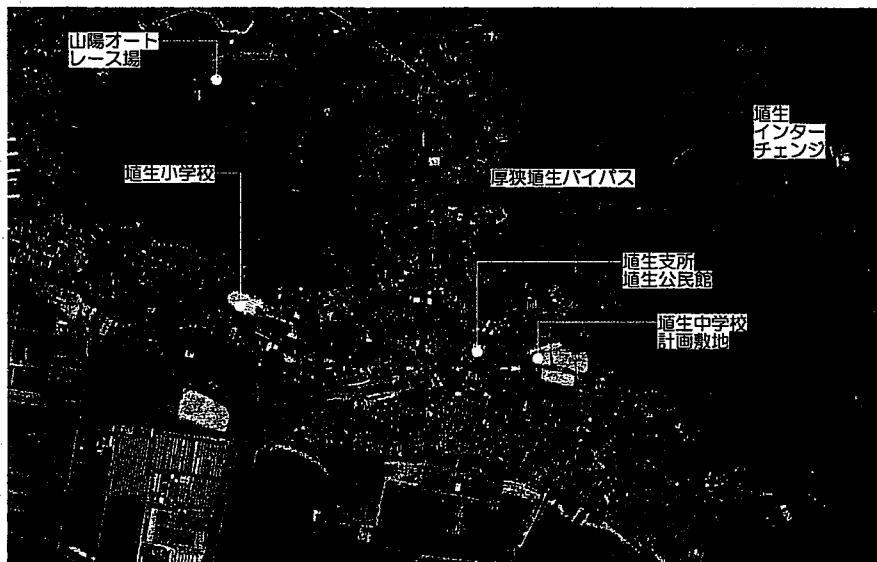 山陽オート
レース場
埴生
インター
チェンジ
埴生小学校
厚狭埴生バイパス
埴生支所
埴生公民館
埴生中学校
計画敷地